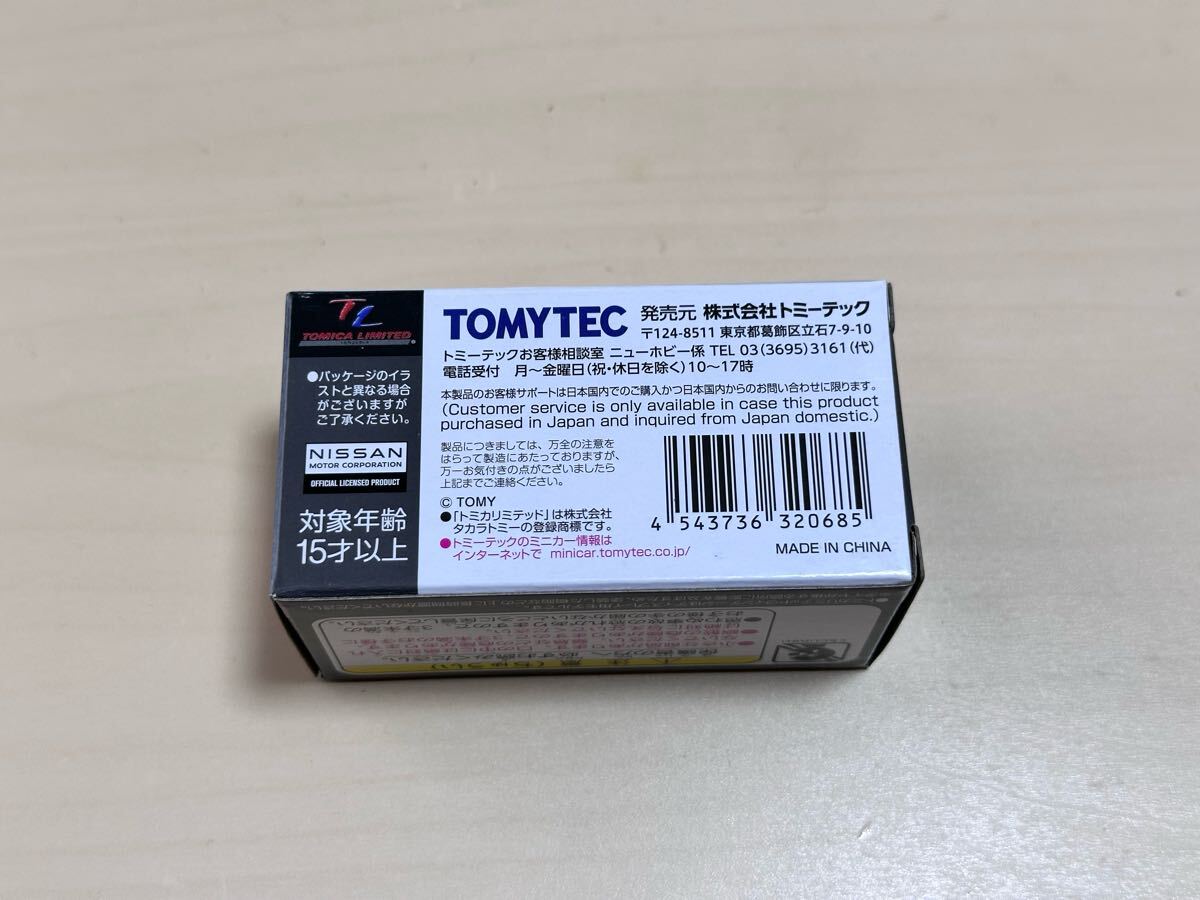 TL
TOMICA LIMITED
●パッケージのイラ
ストと異なる場合
がございますが
ご了承ください。
NISSAN
MOTOR CORPORATION
OFFICIAL LICENSED PRODUCT
対象年齢
15才以上
TOMYTEC 発売元 株式会社トミーテック
〒124-8511 東京都葛飾区立石7-9-10
トミーテックお客様相談室 ニューホビー係 TEL 03(3695)3161(代)
電話受付 月～金曜日(祝・休日を除く)10～17時
本製品のお客様サポートは日本国内でのご購入かつ日本国内からのお問い合わせに限ります。
(Customer service is only available in case this product
purchased in Japan and inquired from Japan domestic.)
製品につきましては、万全の注意を
はらって製造にあたっておりますが、
万一お気付きの点がございましたら
上記までご連絡ください。
© TOMY
●「トミカリミテッド」は株式会社
タカラトミーの登録商標です。
●トミーテックのミニカー情報は
インターネットで minicar.tomytec.co.jp/
4 543736 320685
MADE IN CHINA
注意(ちゅうい)